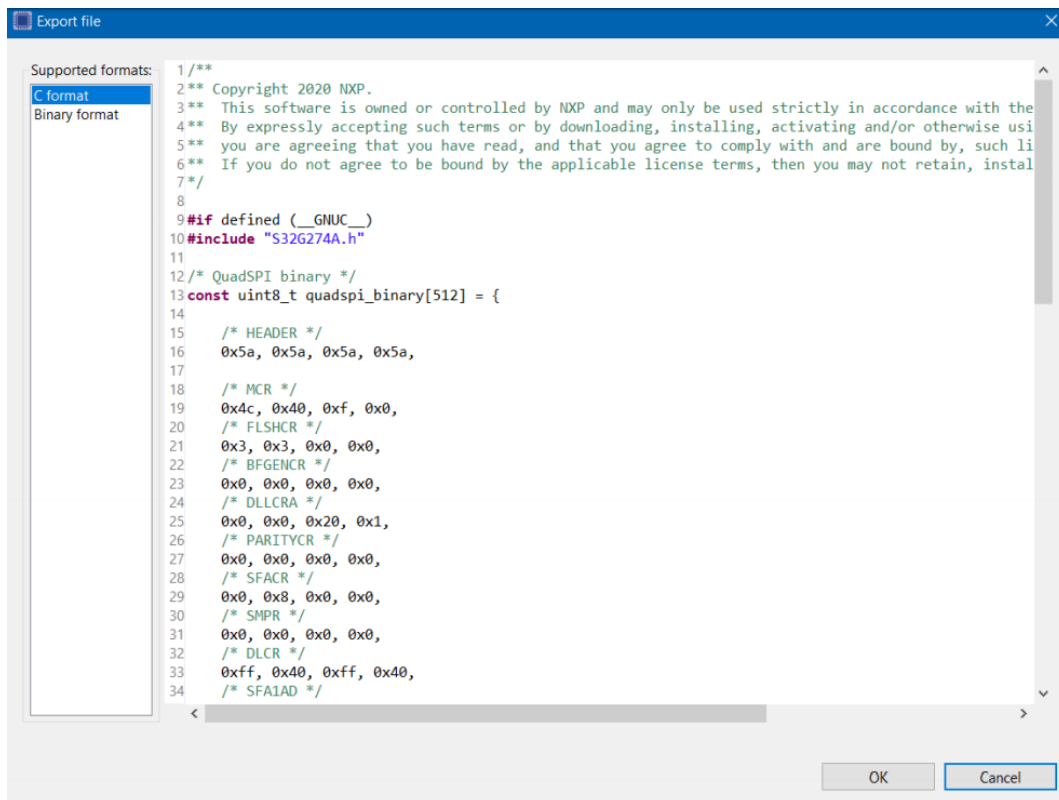 Export file
Supported formats:
C format
Binary format
1 /**
2 ** Copyright 2020 NXP.
3 **  This software is owned or controlled by NXP and may only be used strictly in accordance with the
4 **  By expressly accepting such terms or by downloading, installing, activating and/or otherwise usi
5 **  you are agreeing that you have read, and that you agree to comply with and are bound by, such li
6 **  If you do not agree to be bound by the applicable license terms, then you may not retain, instal
7 */
8
9 #if defined (__GNUC__)
10 #include "S32G274A.h"
11
12 /* QuadSPI binary */
13 const uint8_t quadspi_binary[512] = {
14
15 /* HEADER */
16 0x5a, 0x5a, 0x5a, 0x5a,
17
18 /* MCR */
19 0x4c, 0x40, 0xf, 0x0,
20 /* FLSHCR */
21 0x3, 0x3, 0x0, 0x0,
22 /* BFGENCR */
23 0x0, 0x0, 0x0, 0x0,
24 /* DLLCRA */
25 0x0, 0x0, 0x20, 0x1,
26 /* PARITYCR */
27 0x0, 0x0, 0x0, 0x0,
28 /* SFACR */
29 0x0, 0x8, 0x0, 0x0,
30 /* SMPR */
31 0x0, 0x0, 0x0, 0x0,
32 /* DLCR */
33 0xff, 0x40, 0xff, 0x40,
34 /* SFA1AD */
OK
Cancel